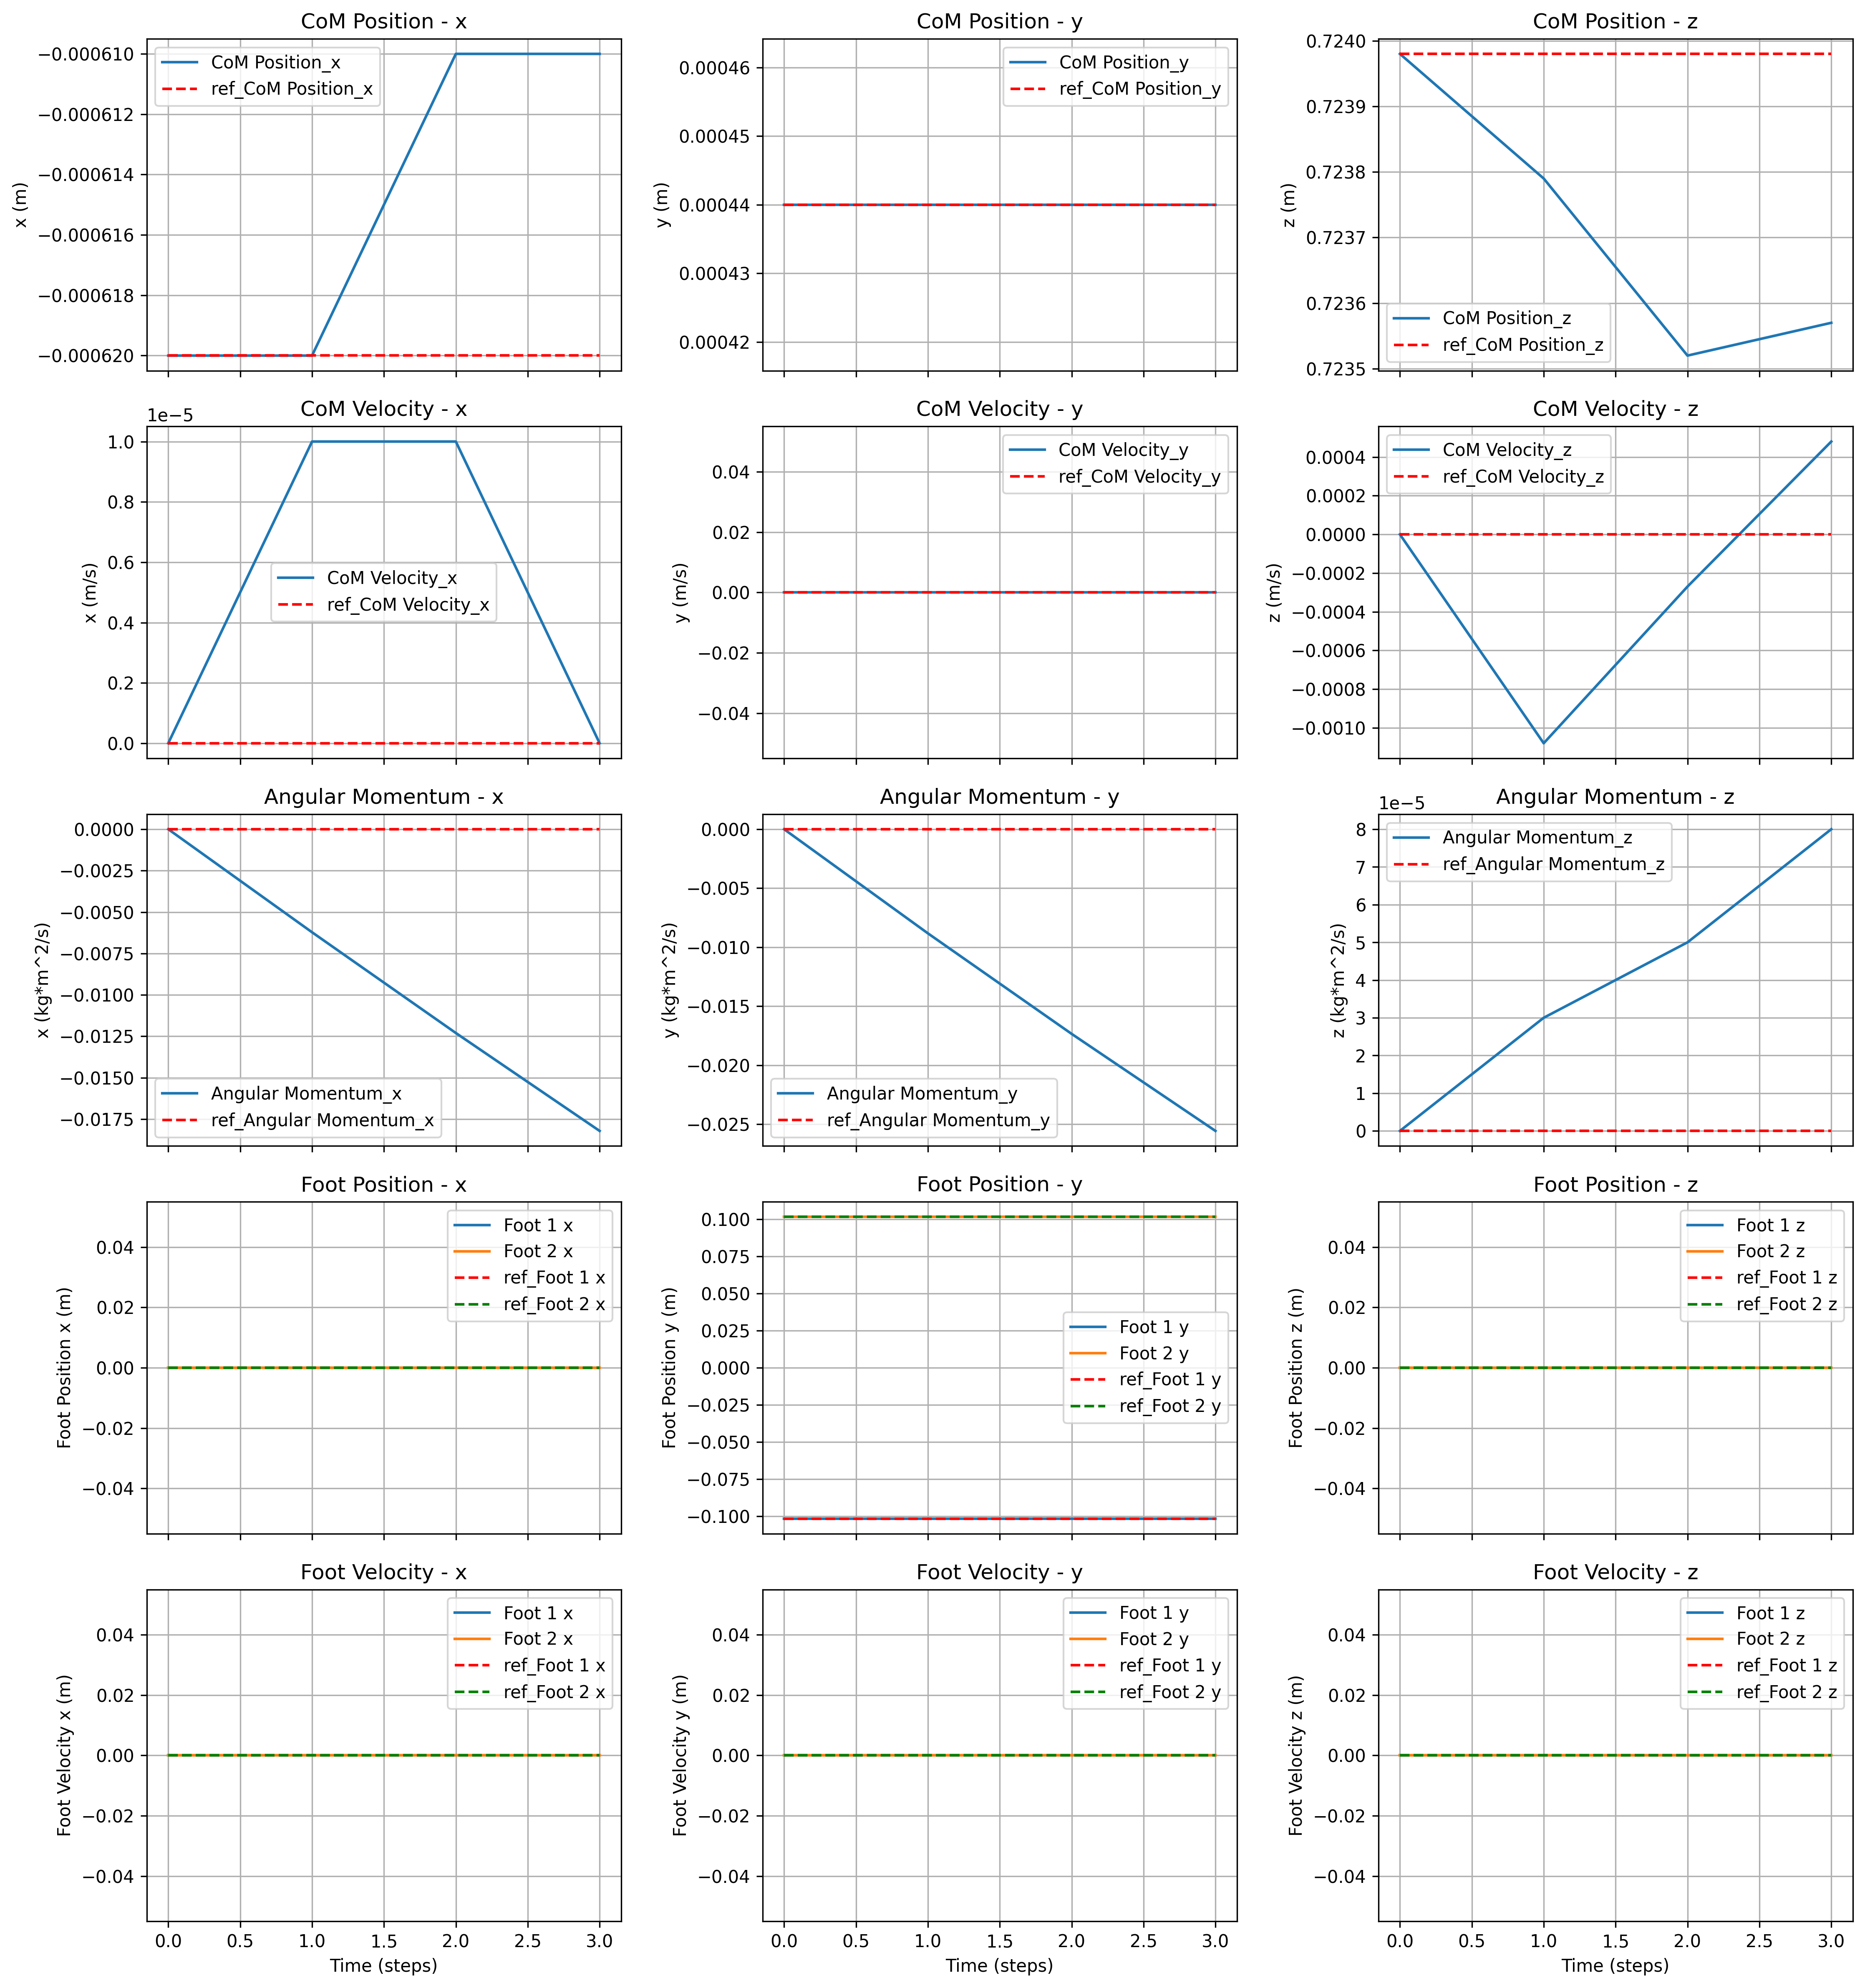 CoM Position - x
x (m)
−0.000610
−0.000612
−0.000614
−0.000616
−0.000618
−0.000620
CoM Position_x
ref_CoM Position_x
CoM Position - y
y (m)
0.00046
0.00045
0.00044
0.00043
0.00042
CoM Position_y
ref_CoM Position_y
CoM Position - z
z (m)
0.7240
0.7239
0.7238
0.7237
0.7236
0.7235
CoM Position_z
ref_CoM Position_z
CoM Velocity - x
1e−5
x (m/s)
1.0
0.8
0.6
0.4
0.2
0.0
CoM Velocity_x
ref_CoM Velocity_x
CoM Velocity - y
y (m/s)
0.04
0.02
0.00
−0.02
−0.04
CoM Velocity_y
ref_CoM Velocity_y
CoM Velocity - z
z (m/s)
0.0004
0.0002
0.0000
−0.0002
−0.0004
−0.0006
−0.0008
−0.0010
CoM Velocity_z
ref_CoM Velocity_z
Angular Momentum - x
x (kg*m^2/s)
0.0000
−0.0025
−0.0050
−0.0075
−0.0100
−0.0125
−0.0150
−0.0175
Angular Momentum_x
ref_Angular Momentum_x
Angular Momentum - y
y (kg*m^2/s)
0.000
−0.005
−0.010
−0.015
−0.020
−0.025
Angular Momentum_y
ref_Angular Momentum_y
Angular Momentum - z
1e−5
z (kg*m^2/s)
8
7
6
5
4
3
2
1
0
Angular Momentum_z
ref_Angular Momentum_z
Foot Position - x
Foot Position x (m)
0.04
0.02
0.00
−0.02
−0.04
Foot 1 x
Foot 2 x
ref_Foot 1 x
ref_Foot 2 x
Foot Position - y
Foot Position y (m)
0.100
0.075
0.050
0.025
0.000
−0.025
−0.050
−0.075
−0.100
Foot 1 y
Foot 2 y
ref_Foot 1 y
ref_Foot 2 y
Foot Position - z
Foot Position z (m)
0.04
0.02
0.00
−0.02
−0.04
Foot 1 z
Foot 2 z
ref_Foot 1 z
ref_Foot 2 z
Foot Velocity - x
Foot Velocity x (m)
0.04
0.02
0.00
−0.02
−0.04
Foot 1 x
Foot 2 x
ref_Foot 1 x
ref_Foot 2 x
0.0 0.5 1.0 1.5 2.0 2.5 3.0
Time (steps)
Foot Velocity - y
Foot Velocity y (m)
0.04
0.02
0.00
−0.02
−0.04
Foot 1 y
Foot 2 y
ref_Foot 1 y
ref_Foot 2 y
0.0 0.5 1.0 1.5 2.0 2.5 3.0
Time (steps)
Foot Velocity - z
Foot Velocity z (m)
0.04
0.02
0.00
−0.02
−0.04
Foot 1 z
Foot 2 z
ref_Foot 1 z
ref_Foot 2 z
0.0 0.5 1.0 1.5 2.0 2.5 3.0
Time (steps)